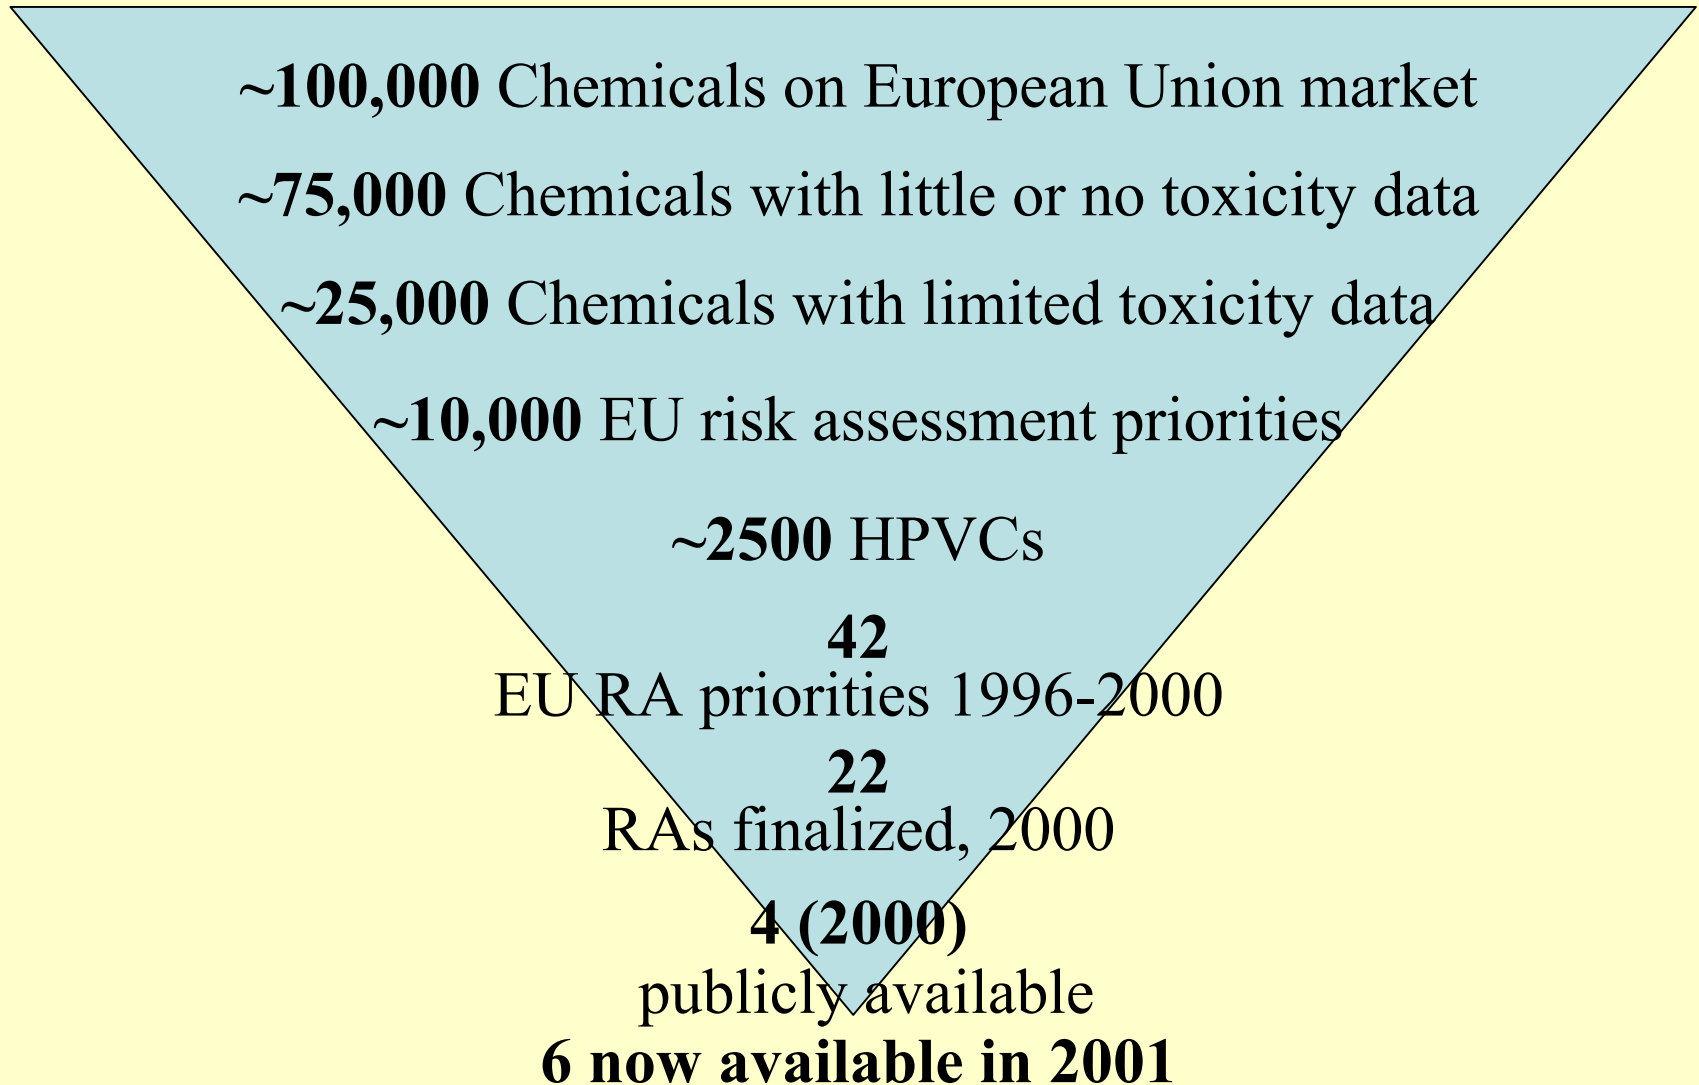 ~100,000 Chemicals on European Union market
~75,000 Chemicals with little or no toxicity data
~25,000 Chemicals with limited toxicity data
~10,000 EU risk assessment priorities
~2500 HPVCs
42
EU RA priorities 1996-2000
22
RAs finalized, 2000
4 (2000)
publicly available
6 now available in 2001